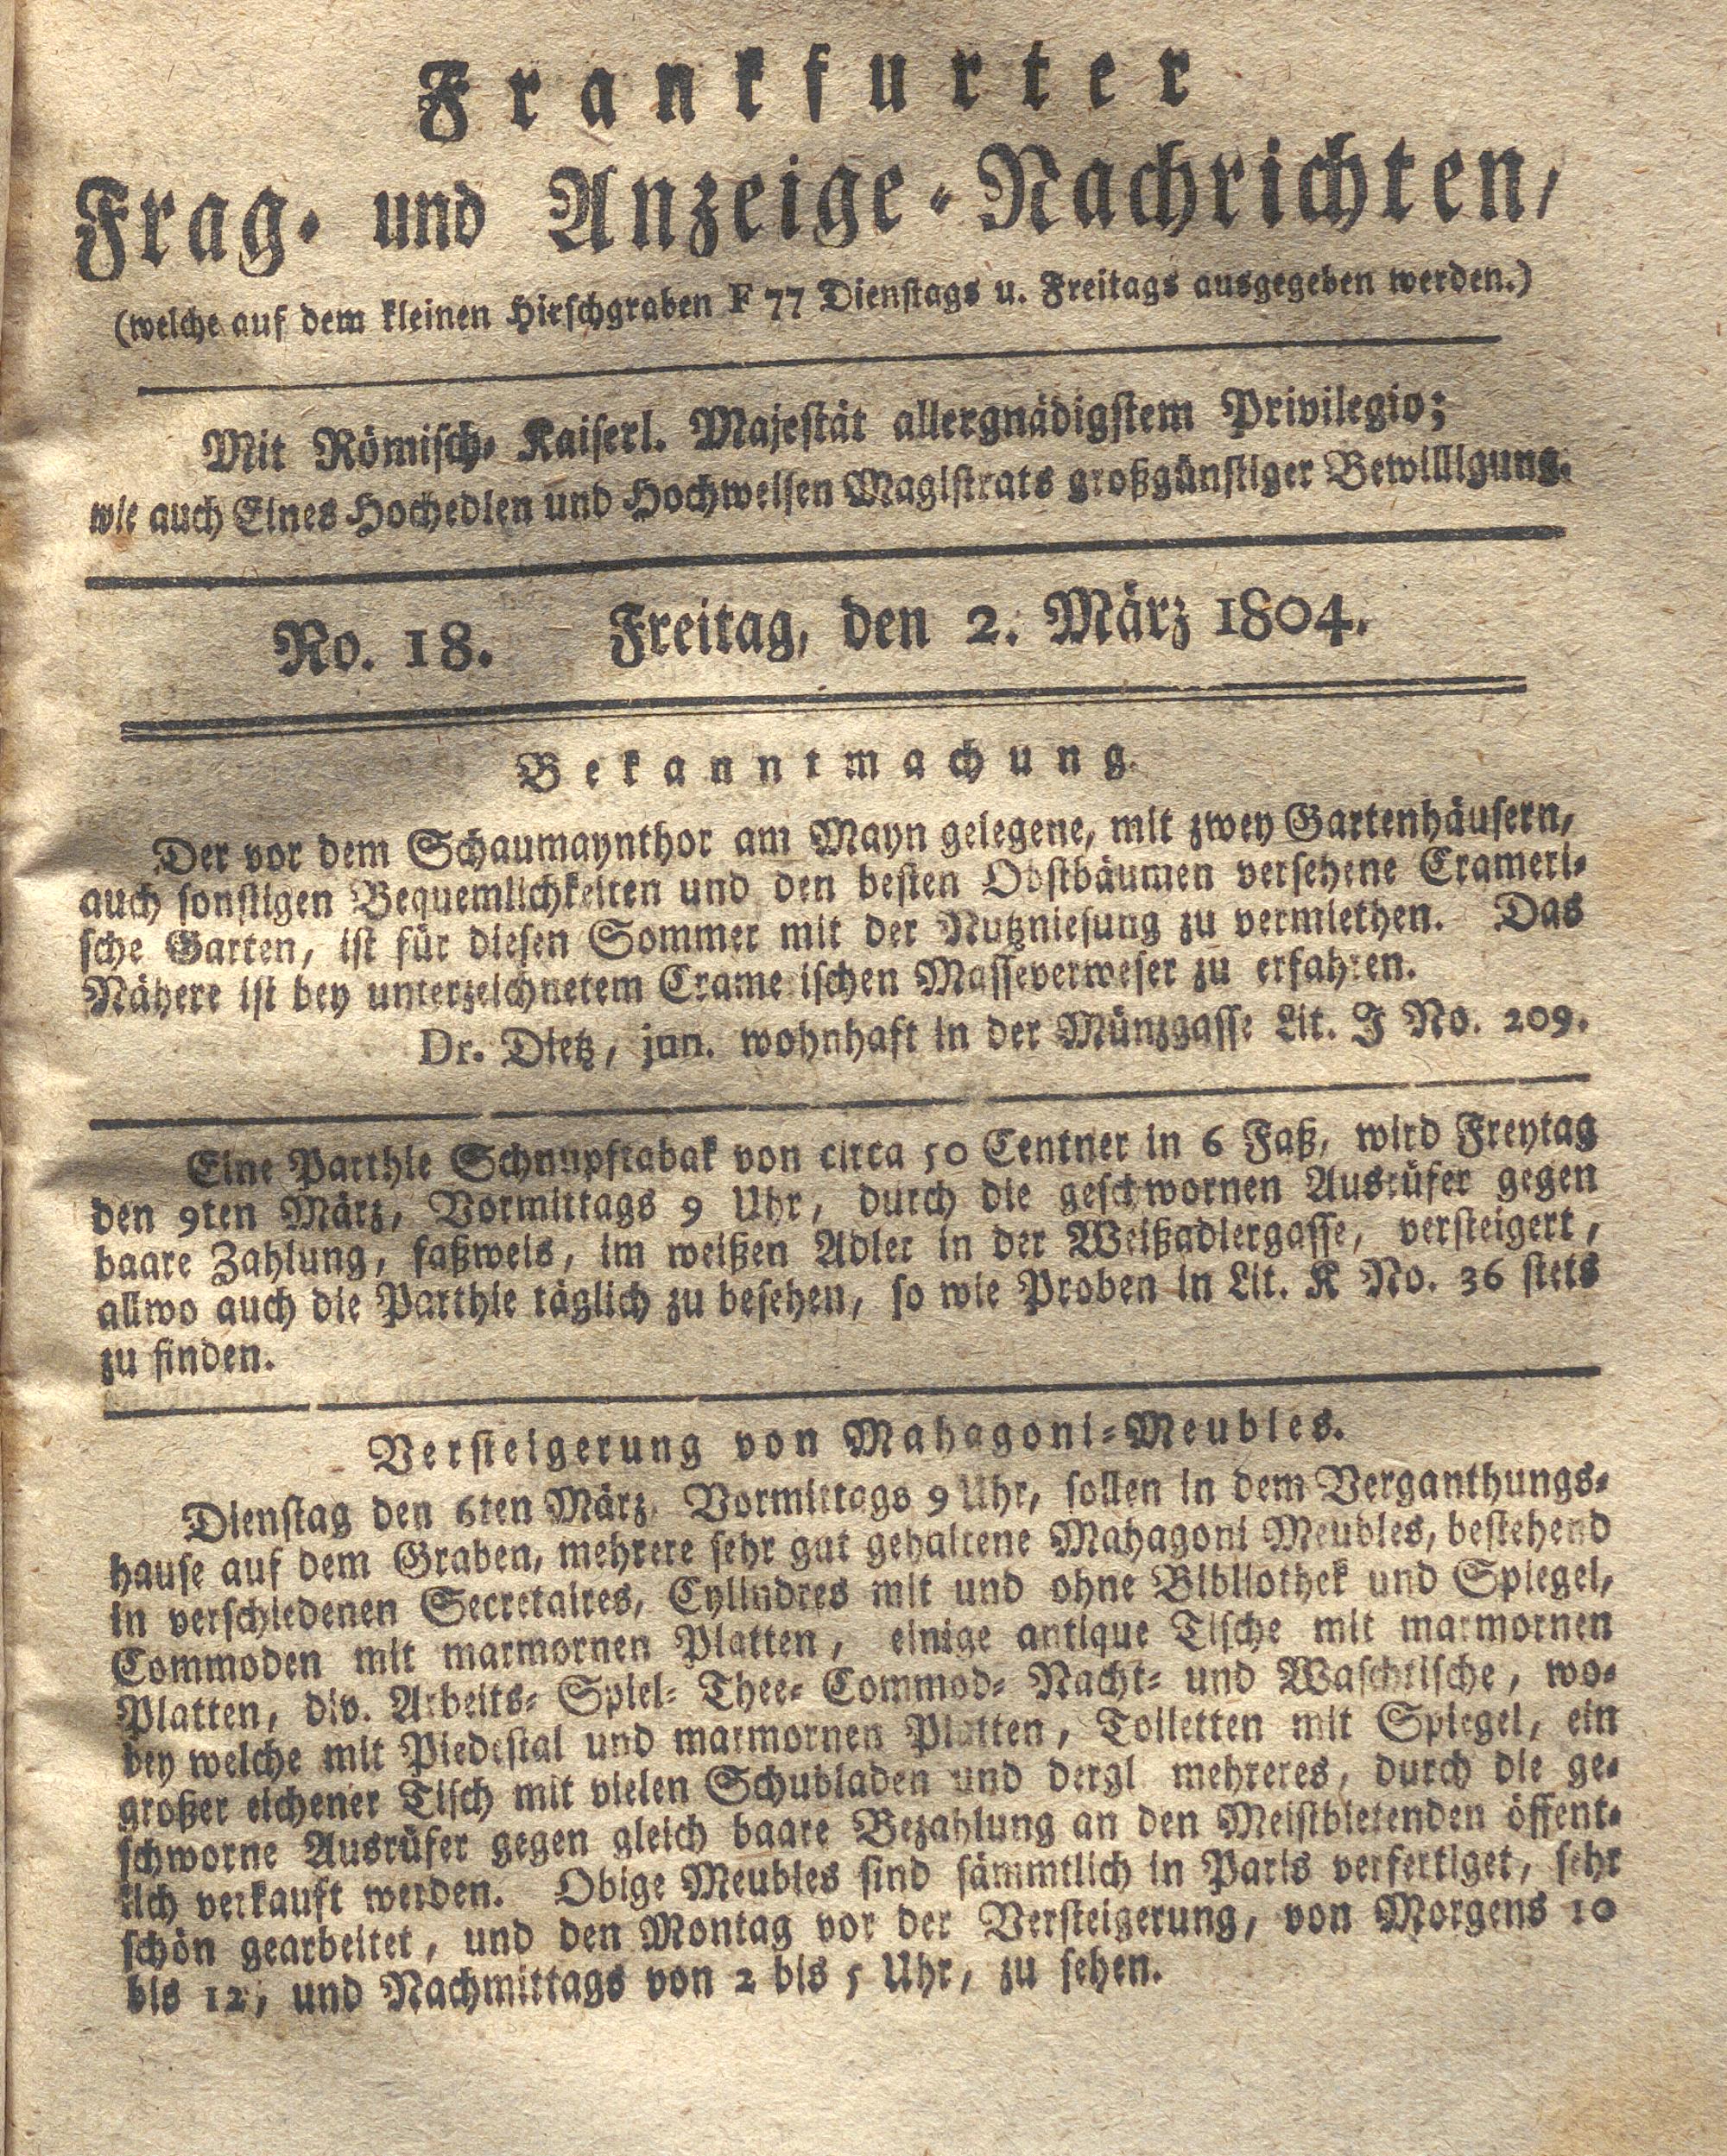 Frankfurter
Frag- und Anzeige-Nachrichten,
(welche auf dem kleinen Hirschgraben F 77 Dienstags u. Freitags ausgegeben werden.)
Mit Römisch- Kaiserl. Majestät allergnädigstem Privilegio;
wie auch Eines Hochedlen und Hochweisen Magistrats großgünstiger Bewilligung.
No. 18. Freitag, den 2. März 1804.
Bekanntmachung.
Der vor dem Schaumaynthor am Mayn gelegene, mit zwey Gartenhäusern,
auch sonstigen Bequemlichkeiten und den besten Obstbäumen versehene Crameri-
sche Garten, ist für diesen Sommer mit der Nutzniesung zu vermiethen. Das
Nähere ist bey unterzeichnetem Crame ischen Masseverweser zu erfahren.
Dr. Dietz, jun. wohnhaft in der Münzgasse Lit. J No. 209.
Eine Parthie Schnupftabak von circa 50 Centner in 6 Faß, wird Freytag
den 9ten März, Vormittags 9 Uhr, durch die geschwornen Ausrüfer gegen
baare Zahlung, faßweis, im weißen Adler in der Weißadlergasse, versteigert,
allwo auch die Parthie täglich zu besehen, so wie Proben in Lit. K No. 36 stets
zu finden.
Versteigerung von Mahagoni-Meubles.
Dienstag den 6ten März, Vormittags 9 Uhr, sollen in dem Verganthungs-
hause auf dem Graben, mehrere sehr gut gehaltene Mahagoni Meubles, bestehend
in verschiedenen Secretaires, Cylindres mit und ohne Bibliothek und Spiegel,
Commoden mit marmornen Platten, einige antique Tische mit marmornen
Platten, div. Arbeits- Spiel- Thee- Commod- Nacht- und Waschtische, wo-
bey welche mit Piedestal und marmornen Platten, Toiletten mit Spiegel, ein
großer eichener Tisch mit vielen Schubladen und dergl mehreres, durch die ge-
schworne Ausrüfer gegen gleich baare Bezahlung an den Meistbietenden öffent-
lich verkauft werden. Obige Meubles sind sämmtlich in Paris verfertiget, sehr
schön gearbeitet, und den Montag vor der Versteigerung, von Morgens 10
bis 12, und Nachmittags von 2 bis 5 Uhr, zu sehen.